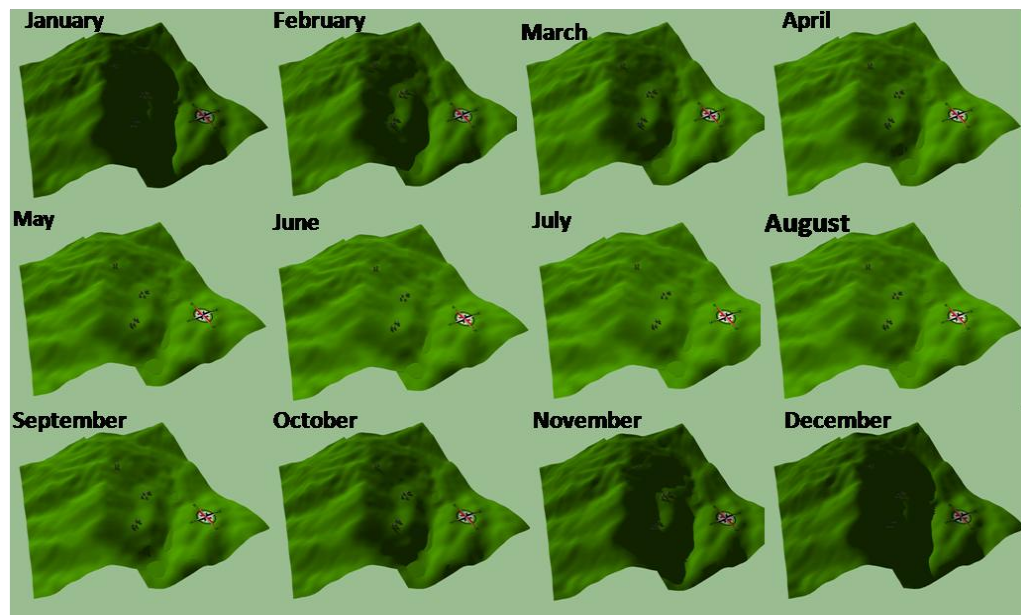 January
February
March
April
May
June
July
August
September
October
November
December